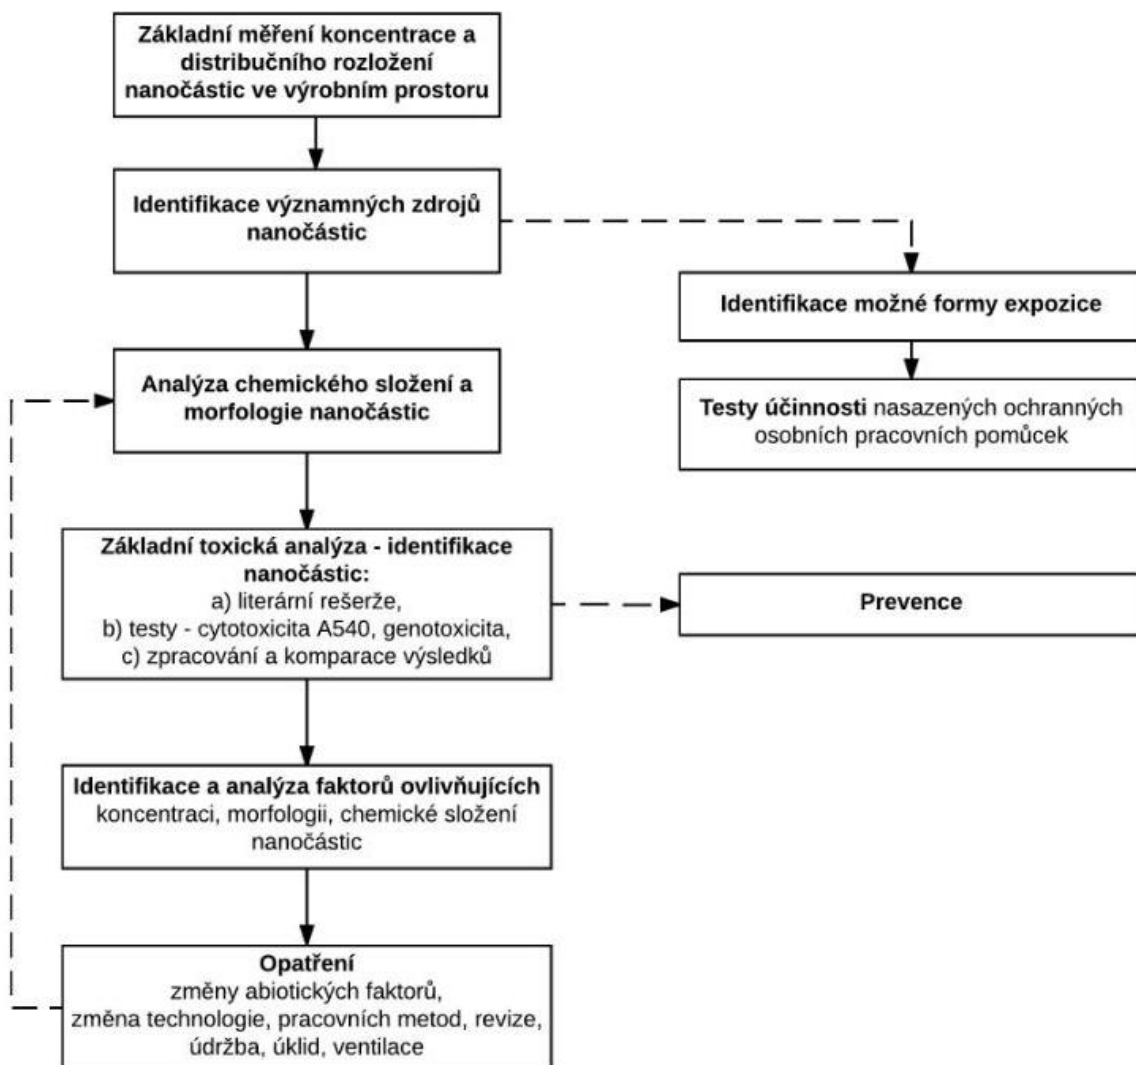 Základní měření koncentrace a
distribučního rozložení
nanočástic ve výrobním prostoru
Identifikace významných zdrojů
nanočástic
Identifikace možné formy expozice
Analýza chemického složení a
morfologie nanočástic
Testy účinnosti nasazených ochranných
osobních pracovních pomůcek
Základní toxická analýza - identifikace
nanočástic:
a) literární rešerže,
b) testy - cytotoxicita A540, genotoxicita,
c) zpracování a komparace výsledků
Prevence
Identifikace a analýza faktorů ovlivňujících
koncentraci, morfologii, chemické složení
nanočástic
Opatření
změny abiotických faktorů,
změna technologie, pracovních metod, revize,
údržba, úklid, ventilace